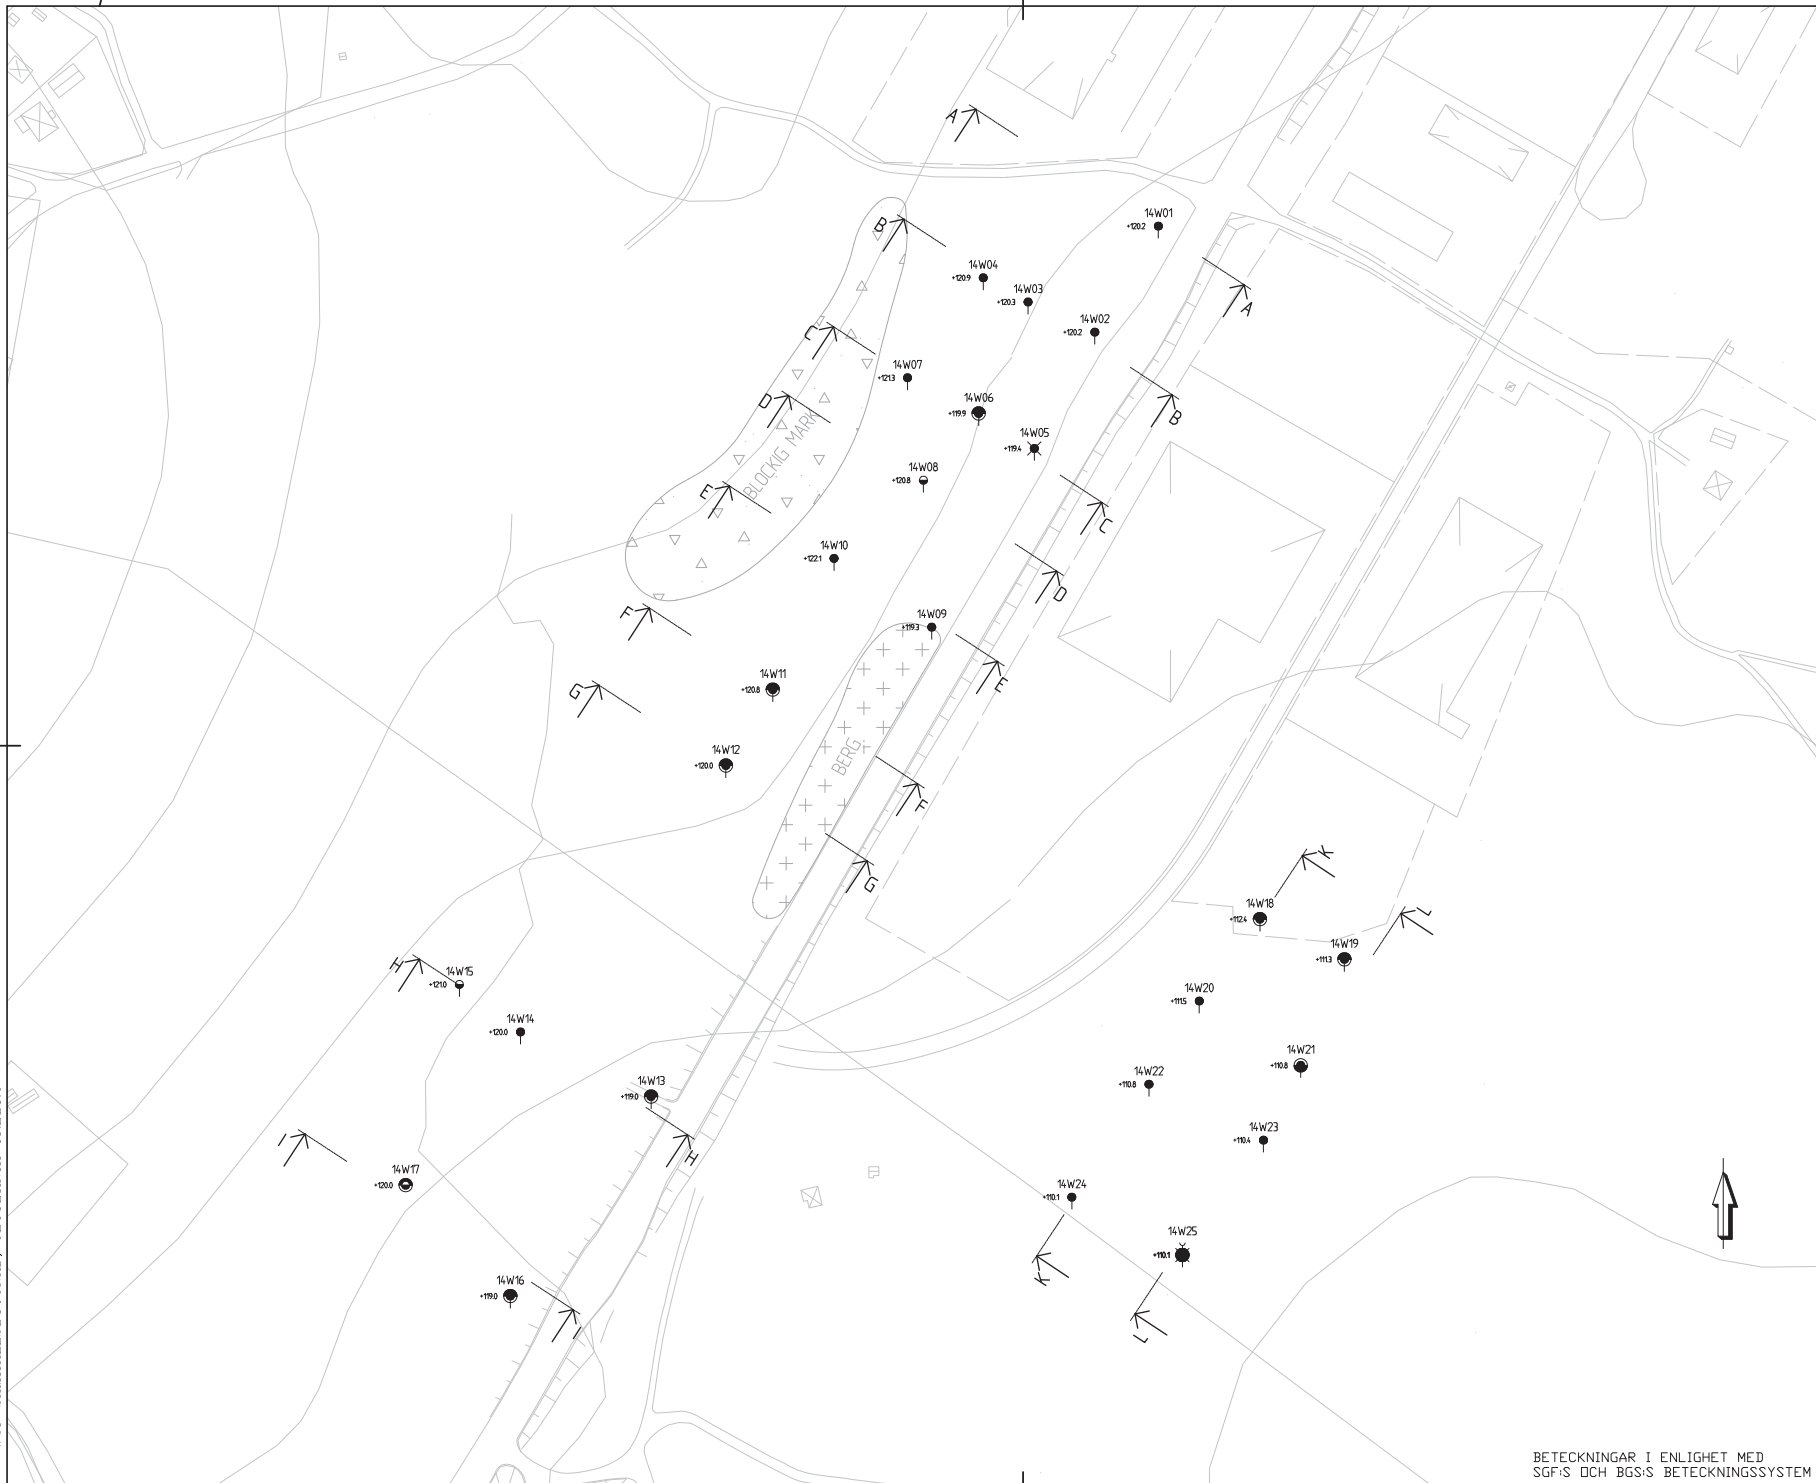 A
14W01
+120.2
B
14W04
+120.9
14W03
+120.3
A
C
14W02
+120.2
14W07
+121.3
D
14W06
+119.9
B
BLOCKIG MARK
14W05
+119.4
14W08
+120.8
E
C
14W10
+122.1
D
F
14W09
+119.3
G
14W11
+120.8
E
14W12
+120.0
BERG
F
G
K
14W18
+112.4
L
14W19
+111.3
H
14W15
+121.0
14W20
+111.5
14W14
+120.0
14W21
+110.8
14W13
+119.0
14W22
+110.8
I
14W23
+110.4
H
14W17
+120.0
14W24
+110.1
14W25
+110.1
K
14W16
+119.0
I
L
BETECKNINGAR I ENLIGHET MED
SGF:S OCH BGS:S BETECKNINGSSYSTEM